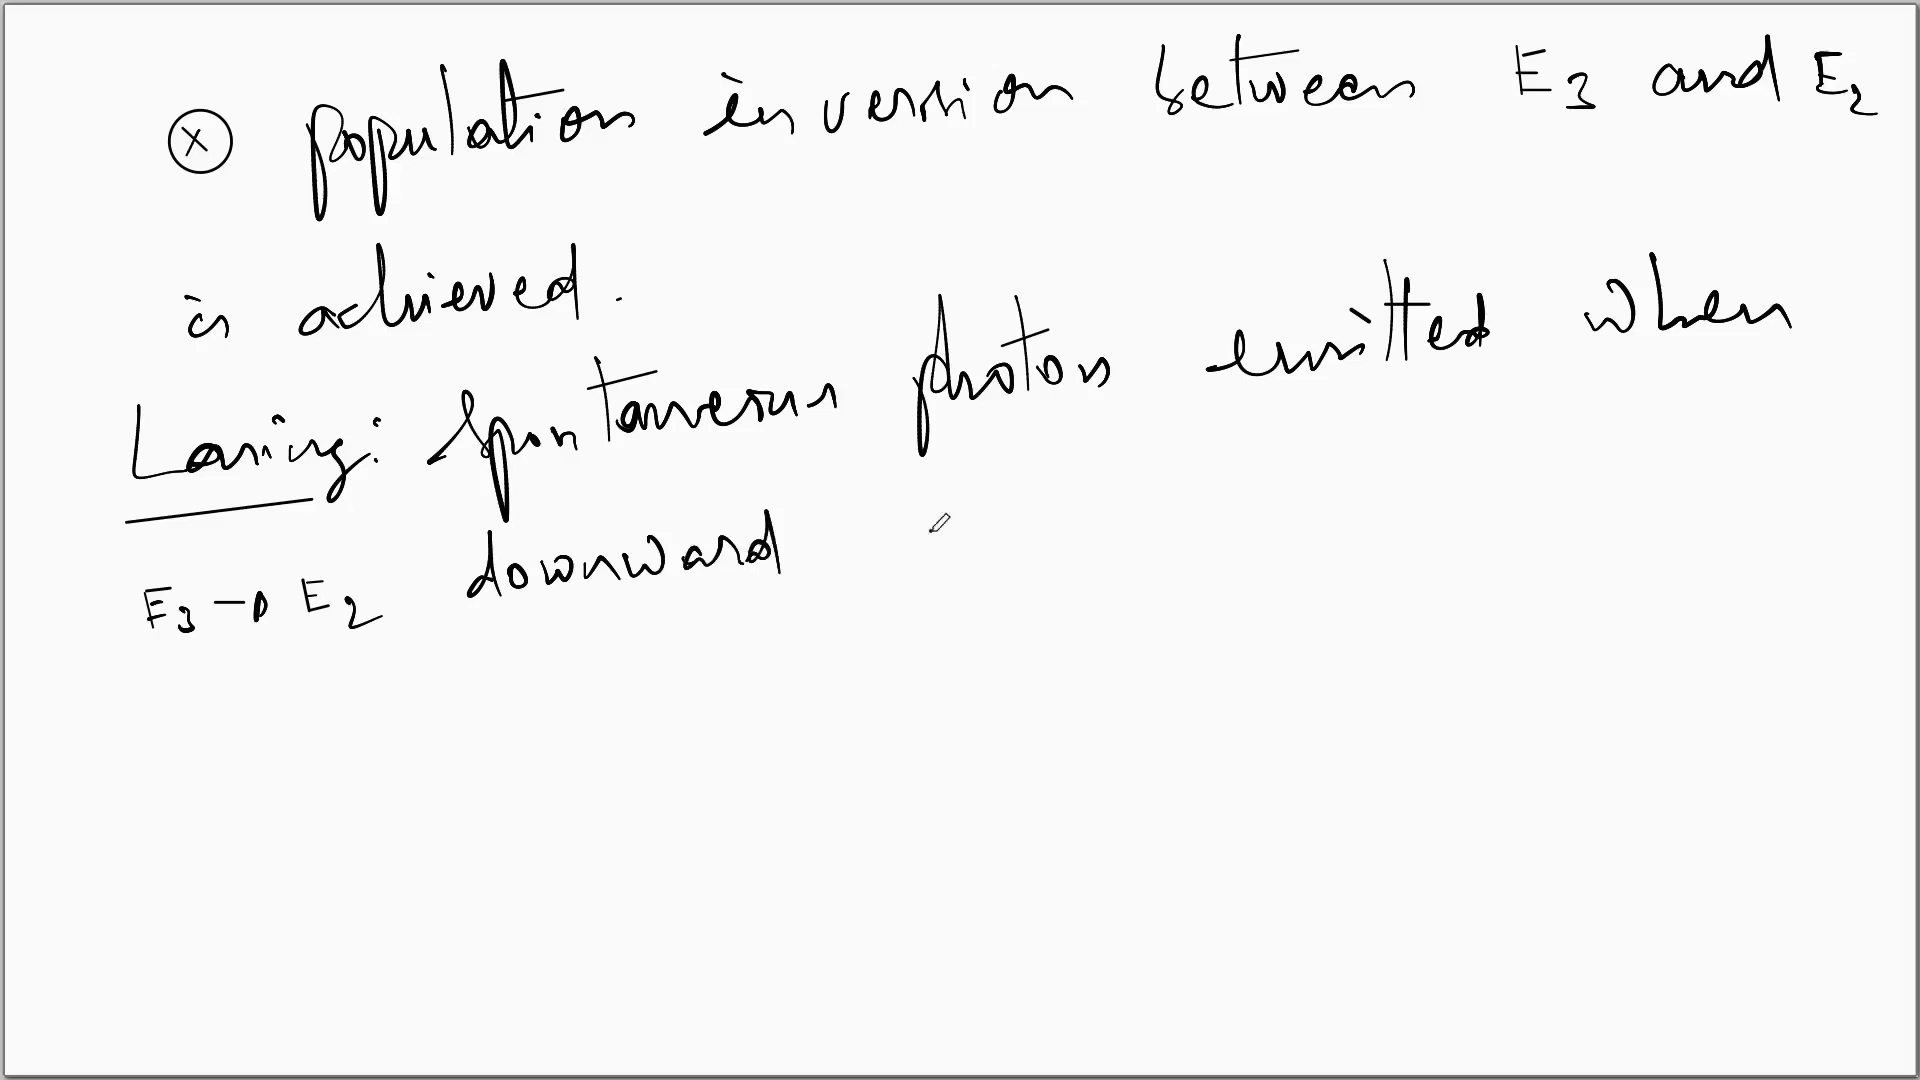 ⓧ population inversion between E₃ and E₂
is achieved.
Lasing: spontaneous photon emitted when
E₃ → E₂ downward